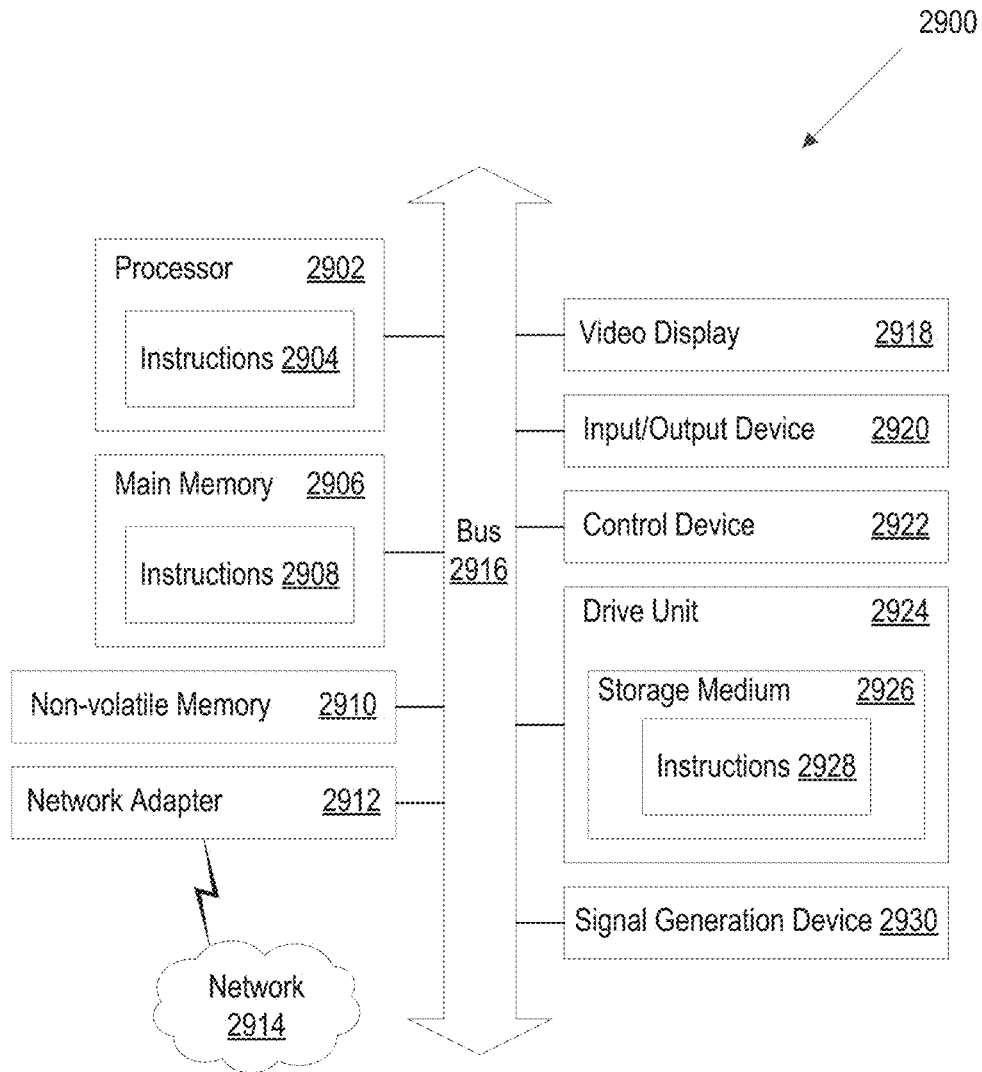 2900
Processor 2902
Instructions 2904
Main Memory 2906
Instructions 2908
Non-volatile Memory 2910
Network Adapter 2912
Network
2914
Bus
2916
Video Display 2918
Input/Output Device 2920
Control Device 2922
Drive Unit 2924
Storage Medium 2926
Instructions 2928
Signal Generation Device 2930